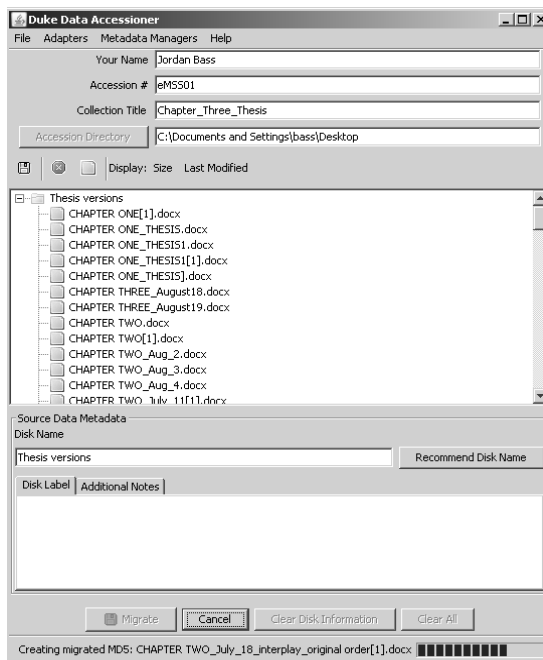 Duke Data Accessioner
File Adapters Metadata Managers Help
Your Name Jordan Bass
Accession # eMSS01
Collection Title Chapter_Three_Thesis
Accession Directory C:\Documents and Settings\bass\Desktop
Display: Size Last Modified
Thesis versions
CHAPTER ONE[1].docx
CHAPTER ONE_THESIS.docx
CHAPTER ONE_THESIS1.docx
CHAPTER ONE_THESIS1[1].docx
CHAPTER ONE_THESIS].docx
CHAPTER THREE_August18.docx
CHAPTER THREE_August19.docx
CHAPTER TWO.docx
CHAPTER TWO[1].docx
CHAPTER TWO_Aug_2.docx
CHAPTER TWO_Aug_3.docx
CHAPTER TWO_Aug_4.docx
CHAPTER TWO_July_11[1].docx
Source Data Metadata
Disk Name
Thesis versions Recommend Disk Name
Disk Label Additional Notes
Migrate Cancel Clear Disk Information Clear All
Creating migrated MD5: CHAPTER TWO_July_18_interplay_original order[1].docx